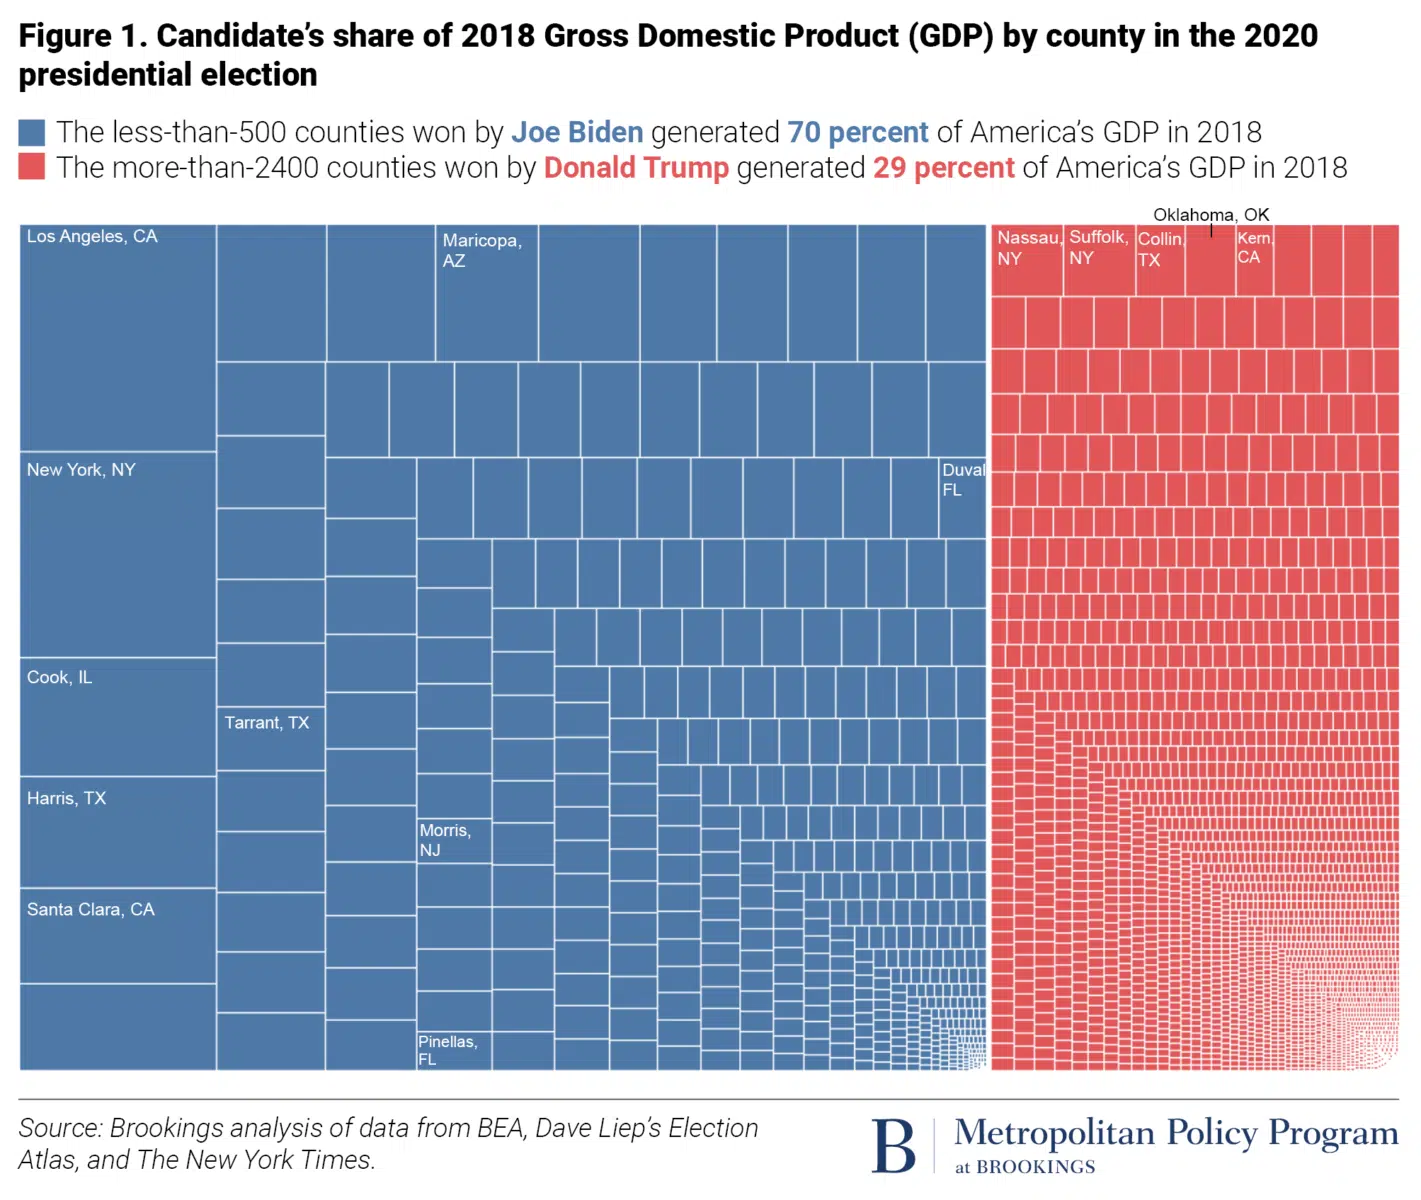 Figure 1. Candidate's share of 2018 Gross Domestic Product (GDP) by county in the 2020
presidential election
The less-than-500 counties won by Joe Biden generated 70 percent of America's GDP in 2018
The more-than-2400 counties won by Donald Trump generated 29 percent of America's GDP in 2018
Oklahoma, OK
Los Angeles, CA
Maricopa,
AZ
Nassau,
NY
Suffolk,
NY
Collin,
TX
Kern,
CA
New York, NY
Duval
FL
Cook, IL
Tarrant, TX
Harris, TX
Morris,
NJ
Santa Clara, CA
Pinellas,
FL
Source: Brookings analysis of data from BEA, Dave Liep's Election
Atlas, and The New York Times.
B
Metropolitan Policy Program
at BROOKINGS